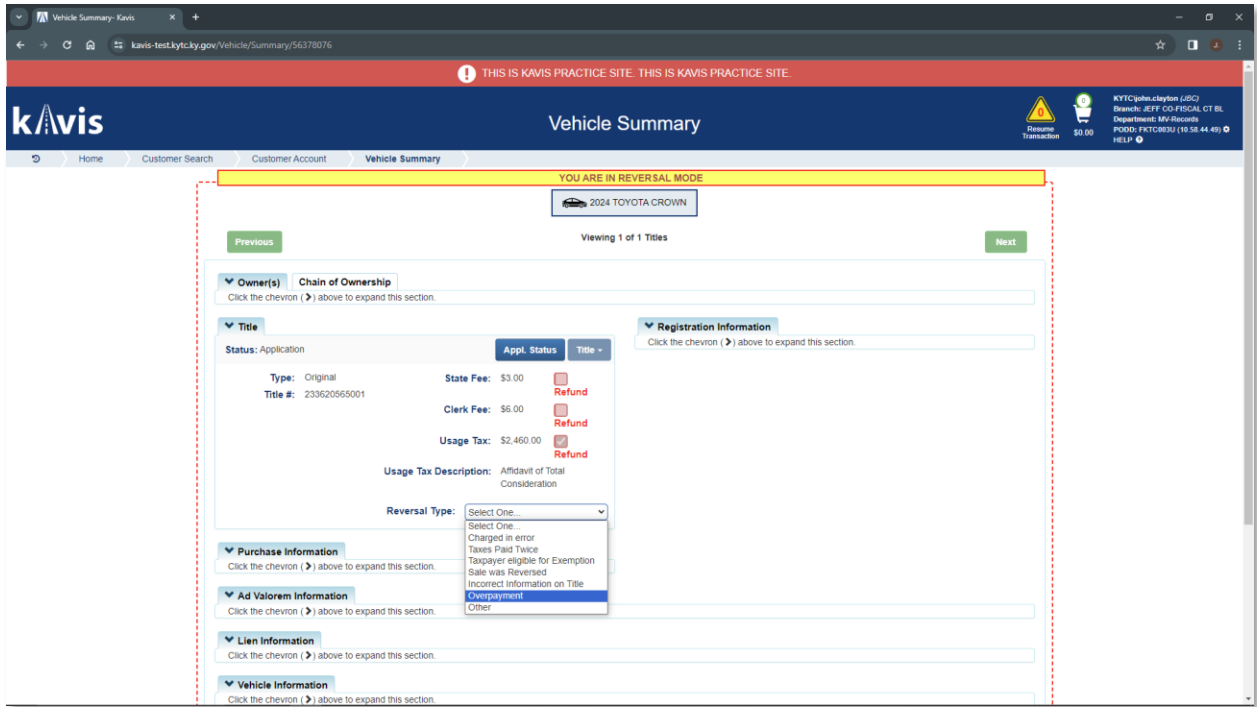 Vehicle Summary- Kavis
kavis-test.kytc.ky.gov/Vehicle/Summary/56378076
THIS IS KAVIS PRACTICE SITE. THIS IS KAVIS PRACTICE SITE.
kavis
Vehicle Summary
0
Resume
Transaction
0
$0.00
KYTC\john.clayton (JBC)
Branch: JEFF CO-FISCAL CT BL
Department: MV-Records
PODD: FKTC083U (10.58.44.49)
HELP
Home
Customer Search
Customer Account
Vehicle Summary
YOU ARE IN REVERSAL MODE
2024 TOYOTA CROWN
Previous
Viewing 1 of 1 Titles
Next
Owner(s)
Chain of Ownership
Click the chevron ( ) above to expand this section.
Title
Status: Application
Appl. Status
Title
Type: Original
Title #: 233620565001
State Fee: $3.00
Refund
Clerk Fee: $6.00
Refund
Usage Tax: $2,460.00
Refund
Usage Tax Description: Affidavit of Total
Consideration
Reversal Type: Select One...
Select One...
Charged in error
Taxes Paid Twice
Taxpayer eligible for Exemption
Sale was Reversed
Incorrect Information on Title
Overpayment
Other
Registration Information
Click the chevron ( ) above to expand this section.
Purchase Information
Click the chevron ( ) above to expand this section.
Ad Valorem Information
Click the chevron ( ) above to expand this section.
Lien Information
Click the chevron ( ) above to expand this section.
Vehicle Information
Click the chevron ( ) above to expand this section.